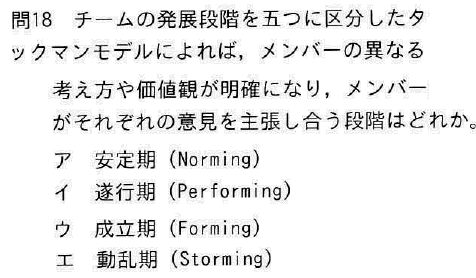 問18 チームの発展段階を五つに区分したタ
ックマンモデルによれば，メンバーの異なる
考え方や価値観が明確になり，メンバー
がそれぞれの意見を主張し合う段階はどれか。
ア 安定期（Norming）
イ 遂行期（Performing）
ウ 成立期（Forming）
エ 動乱期（Storming）